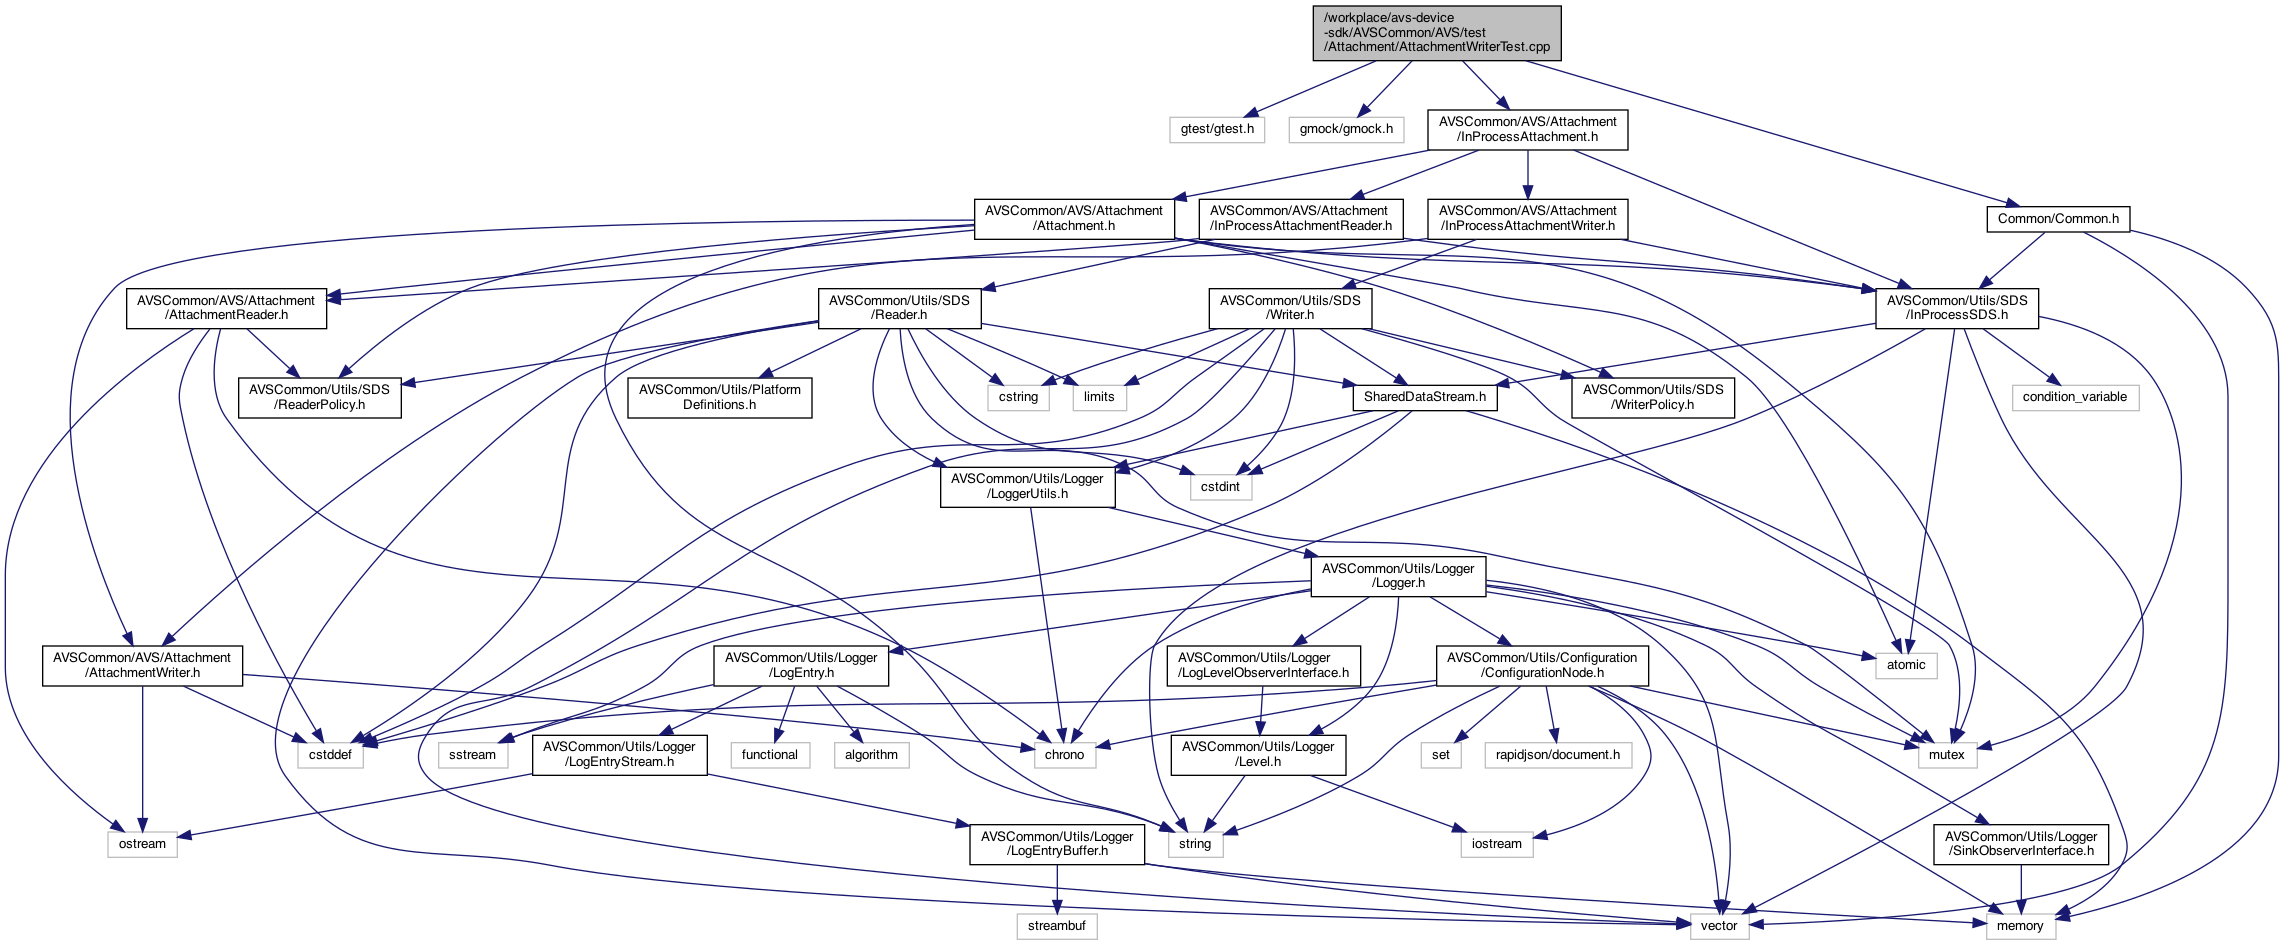 /workplace/avs-device
-sdk/AVSCommon/AVS/test
/Attachment/AttachmentWriterTest.cpp
gtest/gtest.h
gmock/gmock.h
AVSCommon/AVS/Attachment
/InProcessAttachment.h
AVSCommon/AVS/Attachment
/Attachment.h
AVSCommon/AVS/Attachment
/InProcessAttachmentReader.h
AVSCommon/AVS/Attachment
/InProcessAttachmentWriter.h
Common/Common.h
AVSCommon/AVS/Attachment
/AttachmentReader.h
AVSCommon/Utils/SDS
/Reader.h
AVSCommon/Utils/SDS
/Writer.h
AVSCommon/Utils/SDS
/InProcessSDS.h
AVSCommon/Utils/SDS
/ReaderPolicy.h
AVSCommon/Utils/Platform
Definitions.h
cstring
limits
SharedDataStream.h
AVSCommon/Utils/SDS
/WriterPolicy.h
condition_variable
AVSCommon/Utils/Logger
/LoggerUtils.h
cstdint
AVSCommon/Utils/Logger
/Logger.h
AVSCommon/AVS/Attachment
/AttachmentWriter.h
AVSCommon/Utils/Logger
/LogEntry.h
AVSCommon/Utils/Logger
/LogLevelObserverInterface.h
AVSCommon/Utils/Configuration
/ConfigurationNode.h
atomic
cstddef
sstream
AVSCommon/Utils/Logger
/LogEntryStream.h
functional
algorithm
chrono
AVSCommon/Utils/Logger
/Level.h
set
rapidjson/document.h
mutex
ostream
AVSCommon/Utils/Logger
/LogEntryBuffer.h
string
iostream
AVSCommon/Utils/Logger
/SinkObserverInterface.h
streambuf
vector
memory